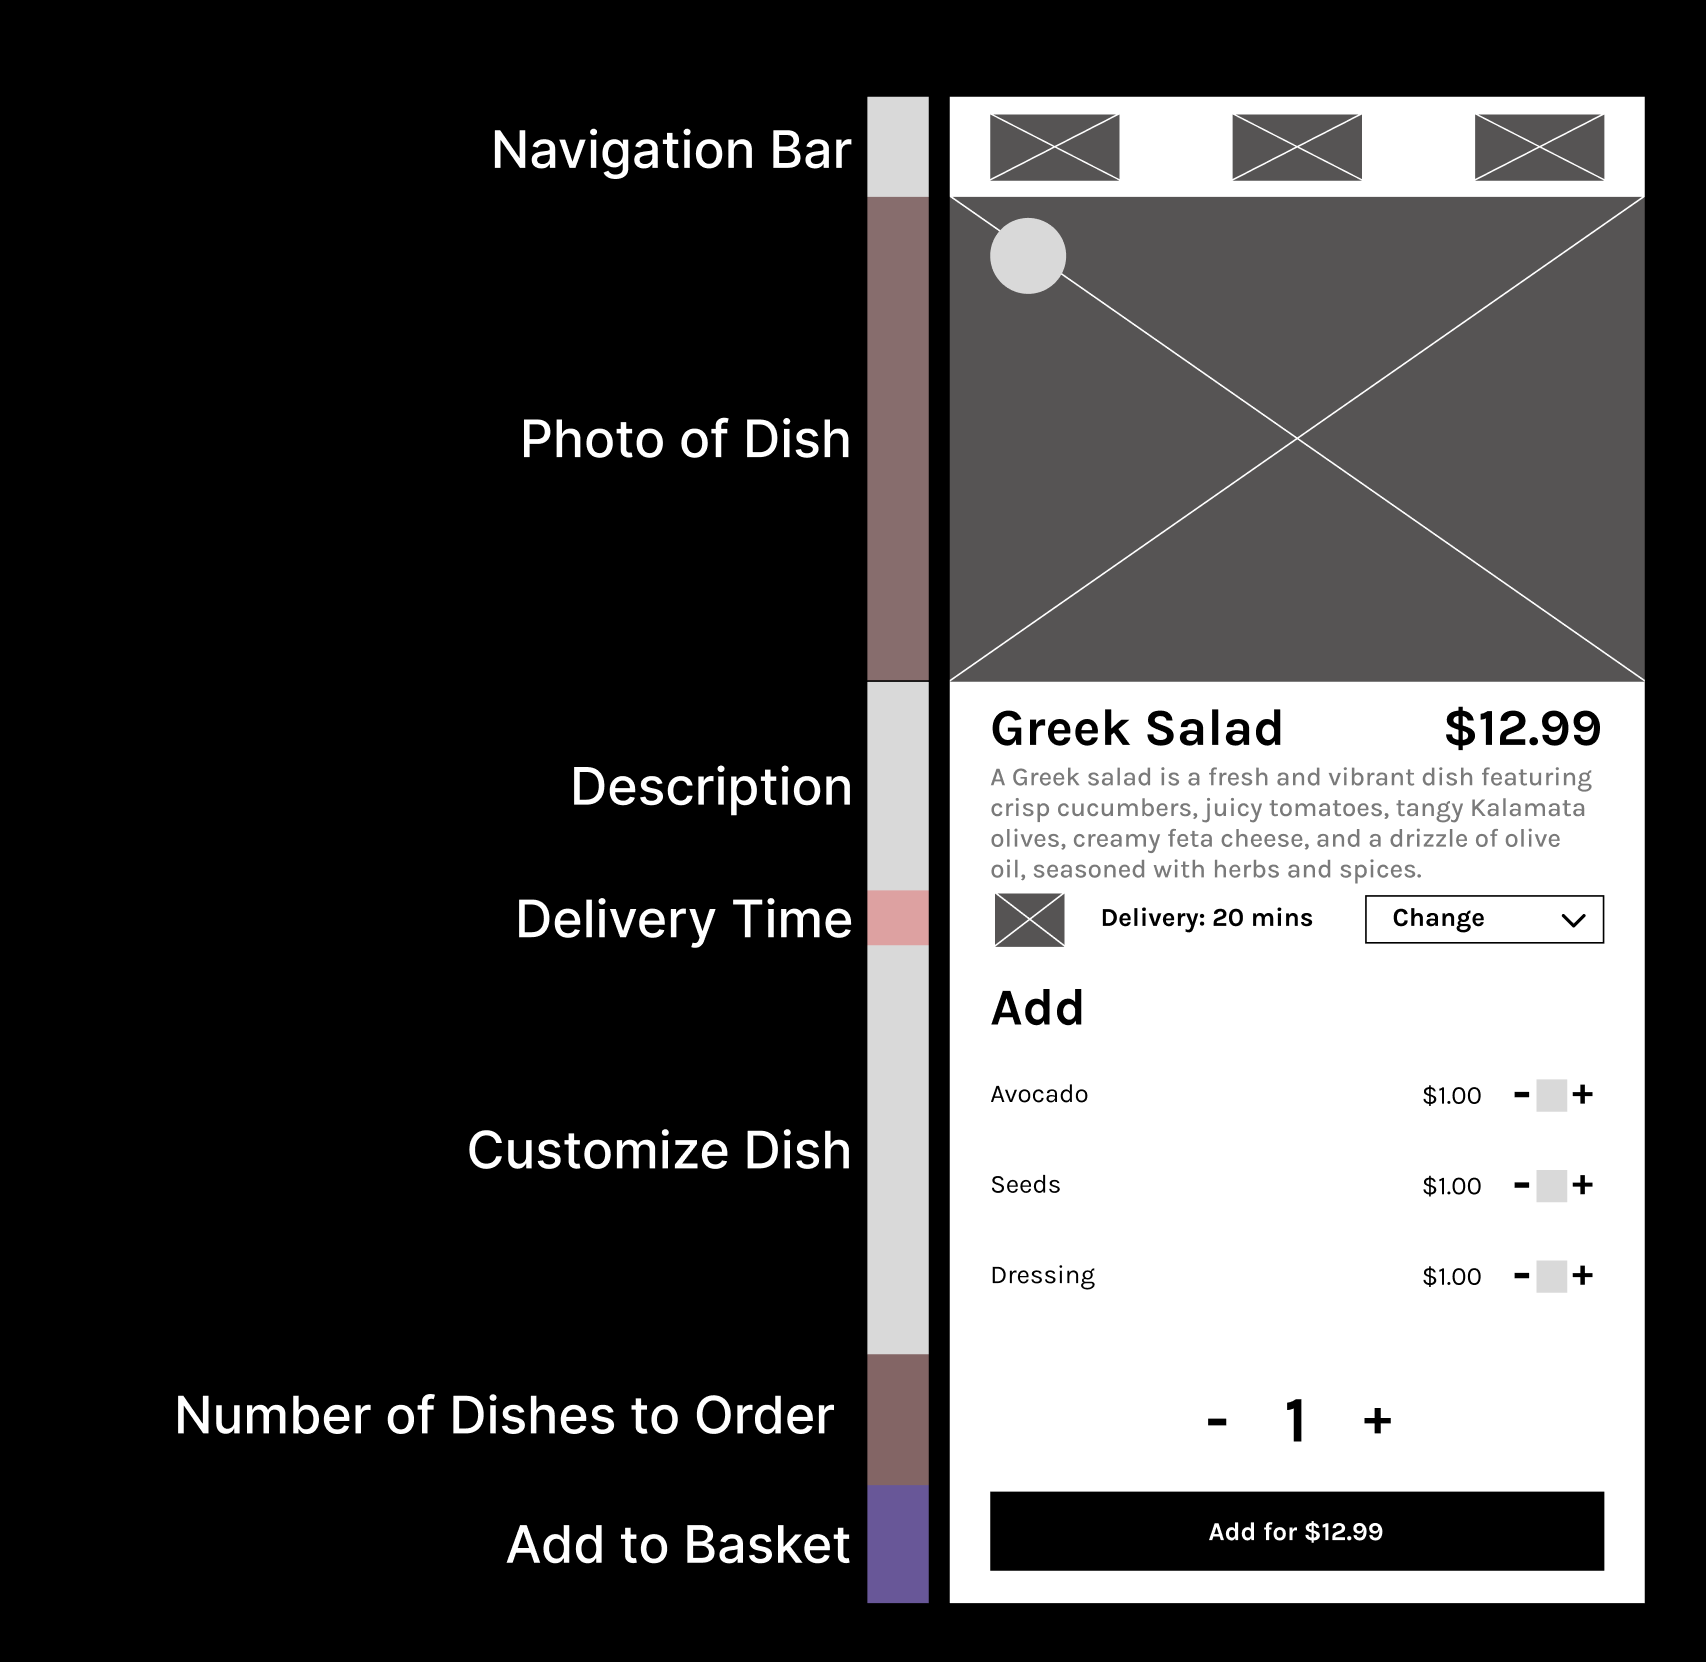 Navigation Bar
Photo of Dish
Greek Salad $12.99
Description
A Greek salad is a fresh and vibrant dish featuring
crisp cucumbers, juicy tomatoes, tangy Kalamata
olives, creamy feta cheese, and a drizzle of olive
oil, seasoned with herbs and spices.
Delivery Time
Delivery: 20 mins
Change
Add
Customize Dish
Avocado $1.00 - +
Seeds $1.00 - +
Dressing $1.00 - +
Number of Dishes to Order
- 1 +
Add to Basket
Add for $12.99